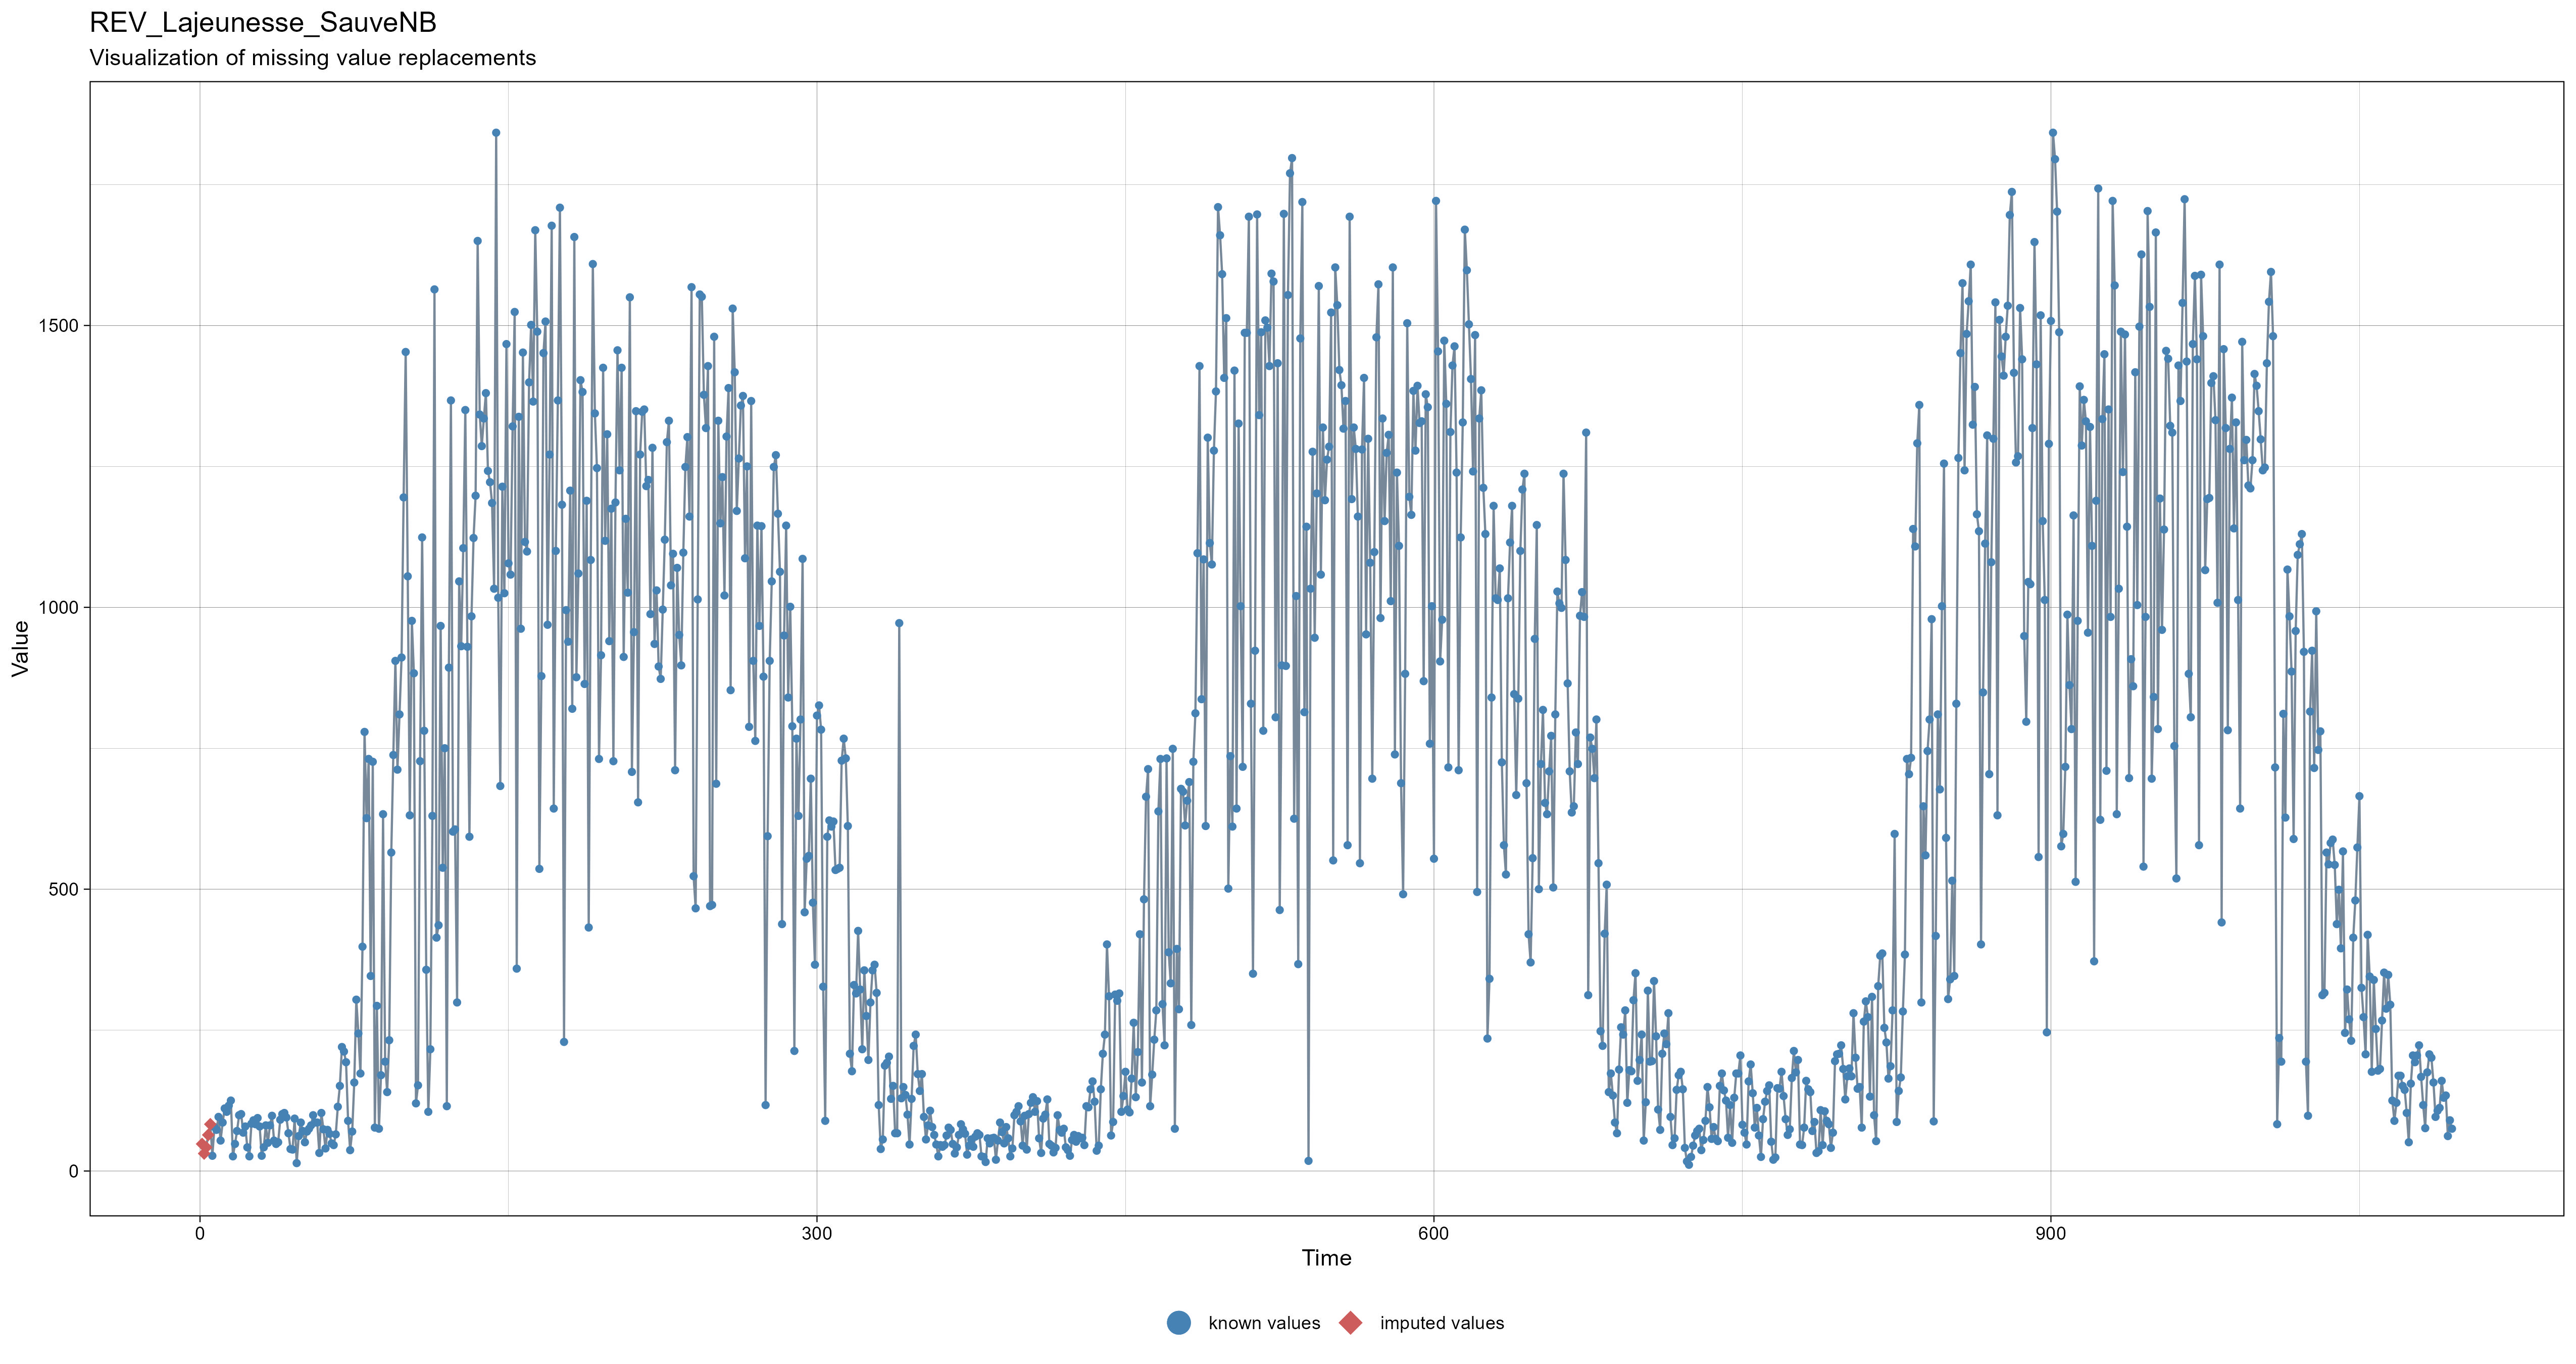 REV_Lajeunesse_SauveNB
Visualization of missing value replacements
1500
1000
500
0
Value
0 300 600 900
Time
known values imputed values